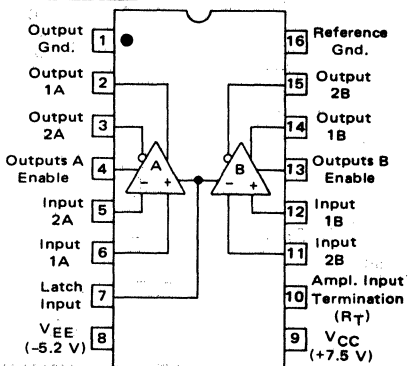 Output
Gnd.
1
Output
1A
2
Output
2A
3
Outputs A
Enable
4
Input
2A
5
Input
1A
6
Latch
Input
7
VEE
(–5.2 V)
8
A
– +
B
– +
16
Reference
Gnd.
15
Output
2B
14
Output
1B
13
Outputs B
Enable
12
Input
1B
11
Input
2B
10
Ampl. Input
Termination
(RT)
9
VCC
(+7.5 V)